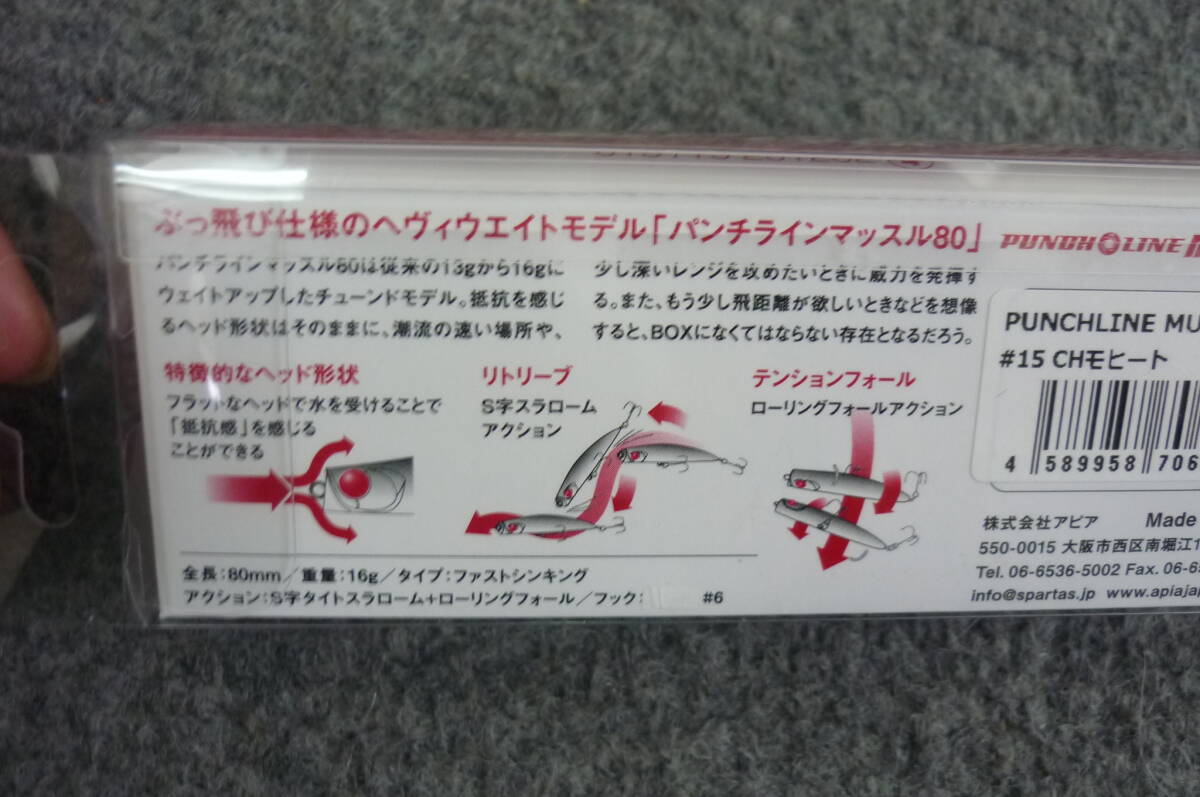 ぶっ飛び仕様のヘヴィウエイトモデル「パンチラインマッスル80」
PUNCH LINE
パンチラインマッスル80は従来の13gから16gに
ウェイトアップしたチューンドモデル。抵抗を感じ
るヘッド形状はそのままに、潮流の速い場所や、
少し深いレンジを攻めたいときに威力を発揮す
る。また、もう少し飛距離が欲しいときなどを想像
すると、BOXになくてはならない存在となるだろう。
特徴的なヘッド形状
フラットなヘッドで水を受けることで
「抵抗感」を感じる
ことができる
リトリーブ
S字スラローム
アクション
テンションフォール
ローリングフォールアクション
全長:80mm/重量:16g/タイプ:ファストシンキング
アクション:S字タイトスラローム+ローリングフォール/フック: #6
PUNCHLINE MU
#15 CHモヒート
4 589958 706
株式会社アピア Made
550-0015 大阪市西区南堀江1
Tel. 06-6536-5002 Fax. 06-65
info@spartas.jp www.apiaja